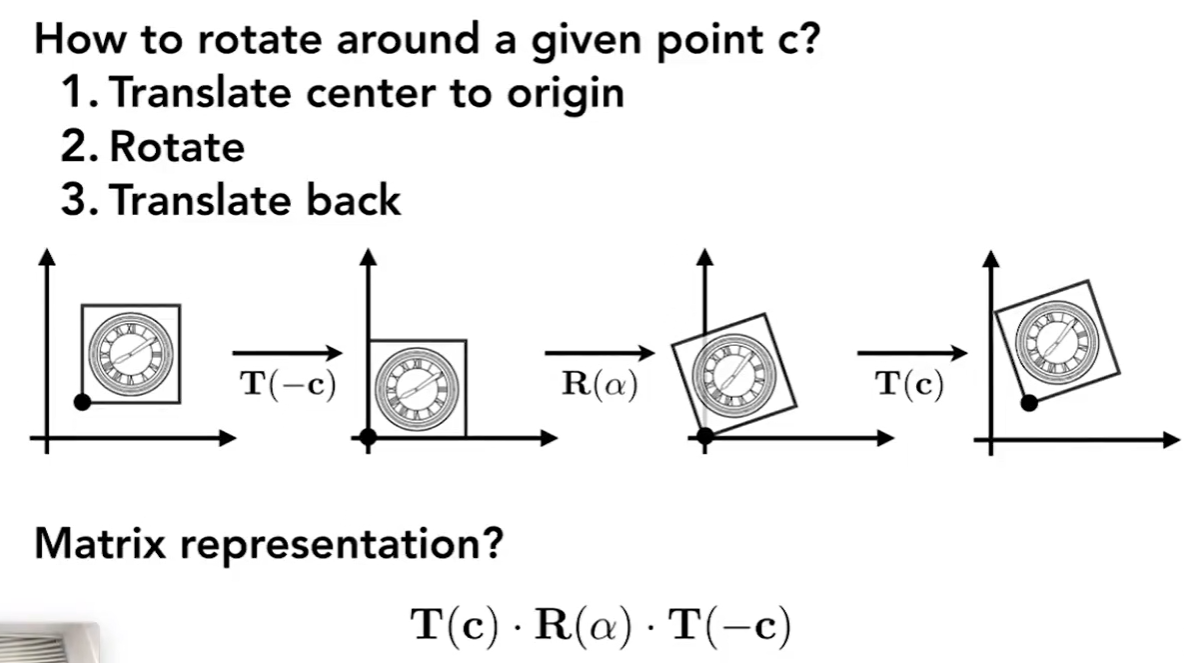 How to rotate around a given point c?
1. Translate center to origin
2. Rotate
3. Translate back
T(−c)
R(α)
T(c)
Matrix representation?
T(c) · R(α) · T(−c)